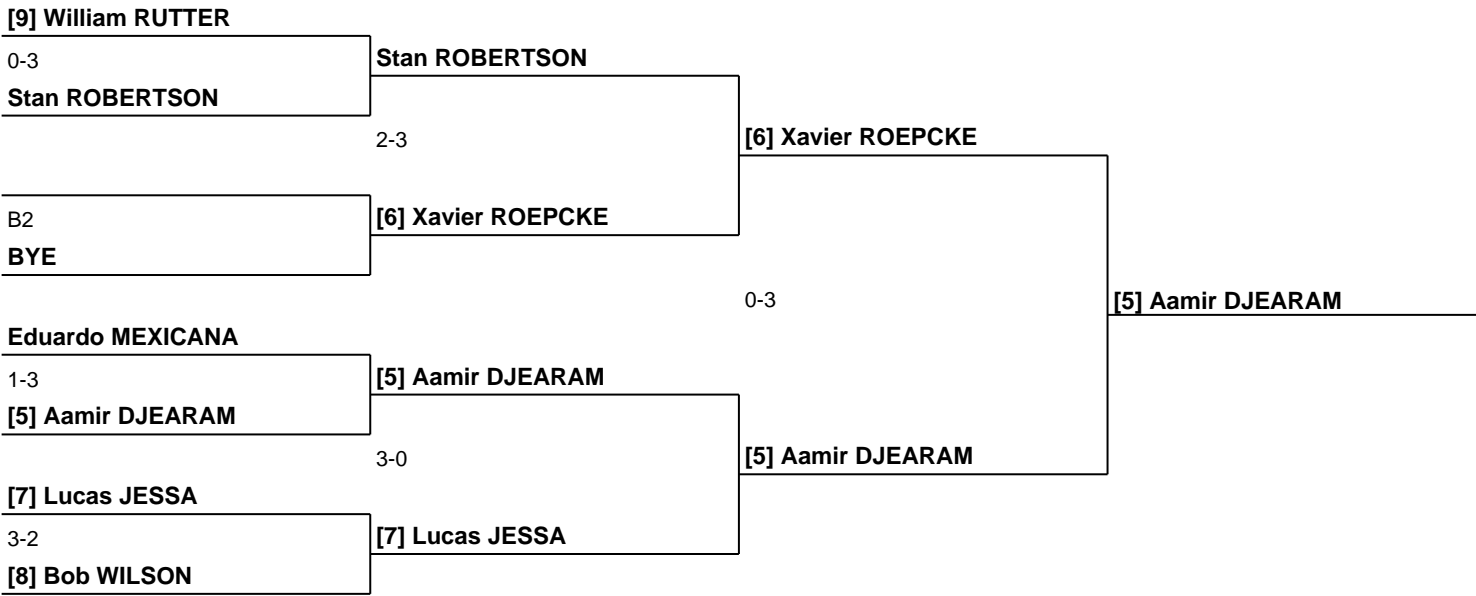 [9] William RUTTER
0-3
Stan ROBERTSON
Stan ROBERTSON
2-3
[6] Xavier ROEPCKE
B2
BYE
[6] Xavier ROEPCKE
0-3
[5] Aamir DJEARAM
Eduardo MEXICANA
1-3
[5] Aamir DJEARAM
[5] Aamir DJEARAM
3-0
[5] Aamir DJEARAM
[7] Lucas JESSA
3-2
[7] Lucas JESSA
[8] Bob WILSON